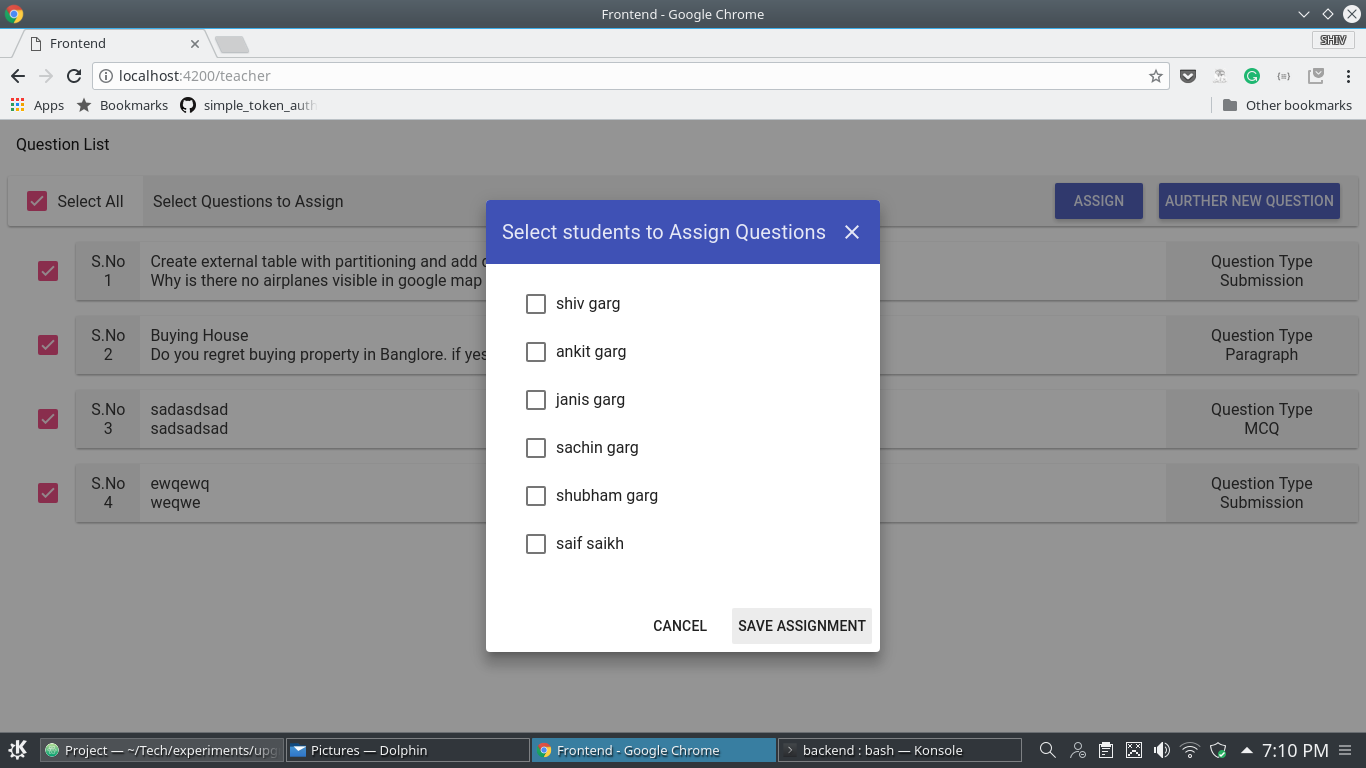 Frontend - Google Chrome
Frontend
SHIV
localhost:4200/teacher
Apps
Bookmarks
simple_token_auth
Other bookmarks
Question List
Select All
Select Questions to Assign
ASSIGN
AURTHER NEW QUESTION
S.No
1
Create external table with partitioning and add
Why is there no airplanes visible in google map
Question Type
Submission
S.No
2
Buying House
Do you regret buying property in Banglore. if yes
Question Type
Paragraph
S.No
3
sadasdsad
sadsadsad
Question Type
MCQ
S.No
4
ewqewq
weqwe
Question Type
Submission
Select students to Assign Questions
shiv garg
ankit garg
janis garg
sachin garg
shubham garg
saif saikh
CANCEL
SAVE ASSIGNMENT
Project — ~/Tech/experiments/upg
Pictures — Dolphin
Frontend - Google Chrome
backend : bash — Konsole
7:10 PM